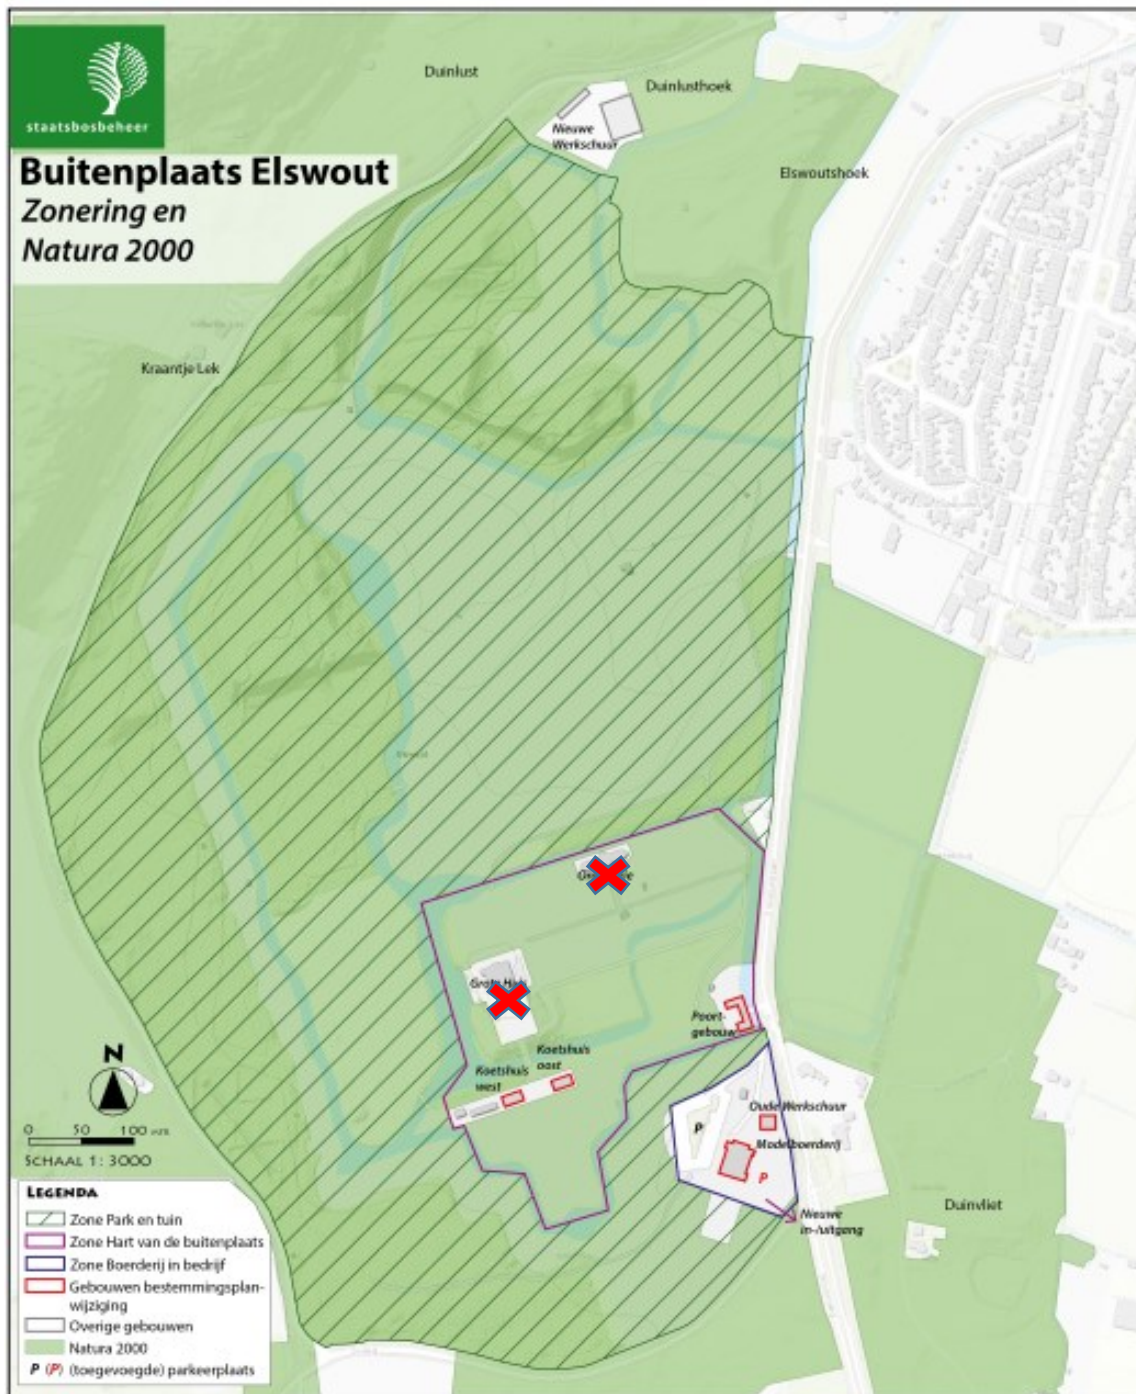 staatsbosbeheer
Buitenplaats Elswout
Zonering en
Natura 2000
Duinlust
Duinlusthoek
Nieuwe
Werkschuur
Elswoutshoek
Kraantje Lek
Poort-
gebouw
Koetshuis
oost
Koetshuis
west
Oude Werkschuur
P
Modelboerderij
P
Nieuwe
in-/uitgang
Duinvliet
N
0 50 100 mtr
SCHAAL 1: 3000
LEGENDA
Zone Park en tuin
Zone Hart van de buitenplaats
Zone Boerderij in bedrijf
Gebouwen bestemmingsplan-
wijziging
Overige gebouwen
Natura 2000
P (P) (toegevoegde) parkeerplaats